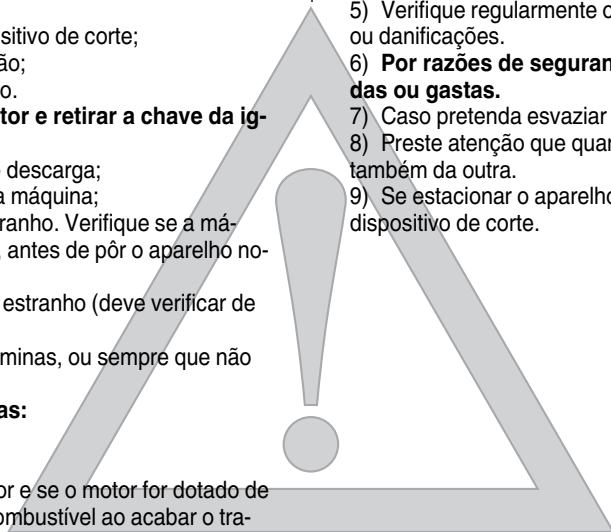 sitivo de corte;
ão;
o.
tor e retirar a chave da ig-
descarga;
a máquina;
ranho. Verifique se a má-
antes de pôr o aparelho no-
estranho (deve verificar de
minas, ou sempre que não
as:
or e se o motor for dotado de
ombustível ao acabar o tra-
5) Verifique regularmente
ou danificações.
6) Por razões de seguran
das ou gastas.
7) Caso pretenda esvaziar
8) Preste atenção que quan
também da outra.
9) Se estacionar o aparelho
dispositivo de corte.